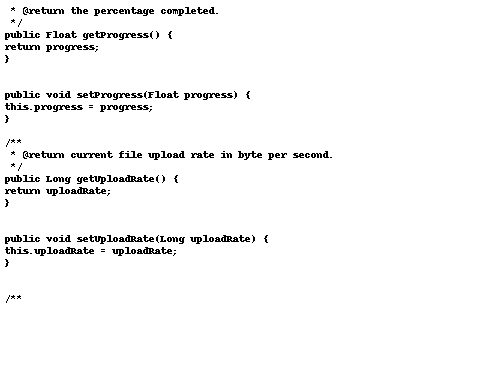 * @return the percentage completed.
 */
public Float getProgress() {
return progress;
}
public void setProgress(Float progress) {
this.progress = progress;
}
/**
 * @return current file upload rate in byte per second.
 */
public Long getUploadRate() {
return uploadRate;
}
public void setUploadRate(Long uploadRate) {
this.uploadRate = uploadRate;
}
/**